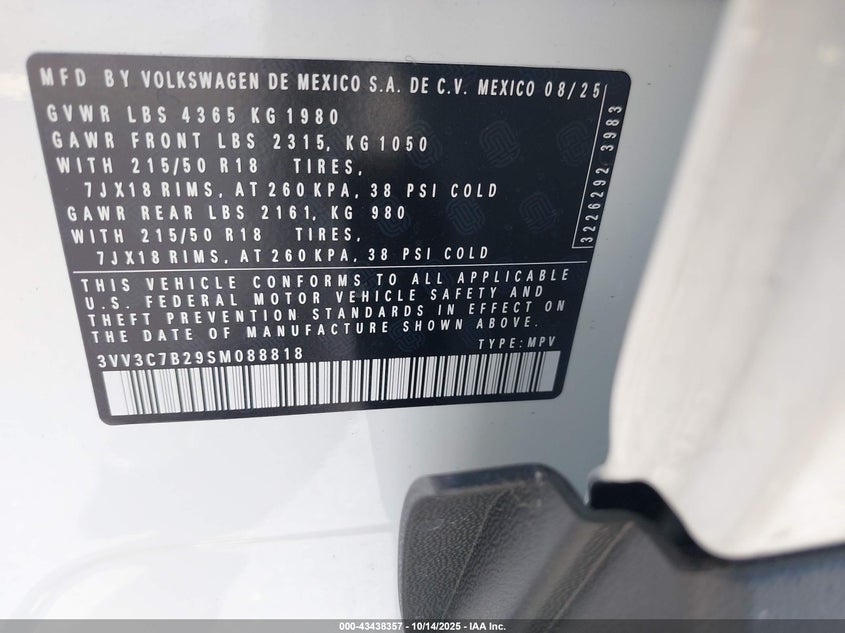 MFD BY VOLKSWAGEN DE MEXICO S.A. DE C.V. MEXICO 08/25
GVWR LBS 4365 KG 1980
GAWR FRONT LBS 2315, KG 1050
WITH 215/50 R18 TIRES,
7JX18 RIMS, AT 260 KPA, 38 PSI COLD
GAWR REAR LBS 2161, KG 980
WITH 215/50 R18 TIRES,
7JX18 RIMS, AT 260 KPA, 38 PSI COLD
3226292 3983
THIS VEHICLE CONFORMS TO ALL APPLICABLE
U.S. FEDERAL MOTOR VEHICLE SAFETY AND
THEFT PREVENTION STANDARDS IN EFFECT ON
THE DATE OF MANUFACTURE SHOWN ABOVE.
3VV3C7B29SM088818 TYPE: MPV
000-43438357 | 10/14/2025 | IAA Inc.